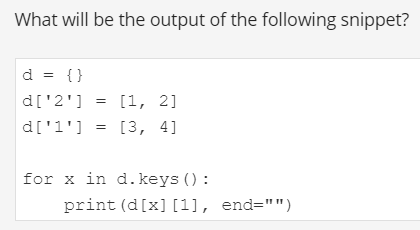 What will be the output of the following snippet?
d = {}
d['2'] = [1, 2]
d['1'] = [3, 4]
for x in d.keys():
    print(d[x][1], end="")